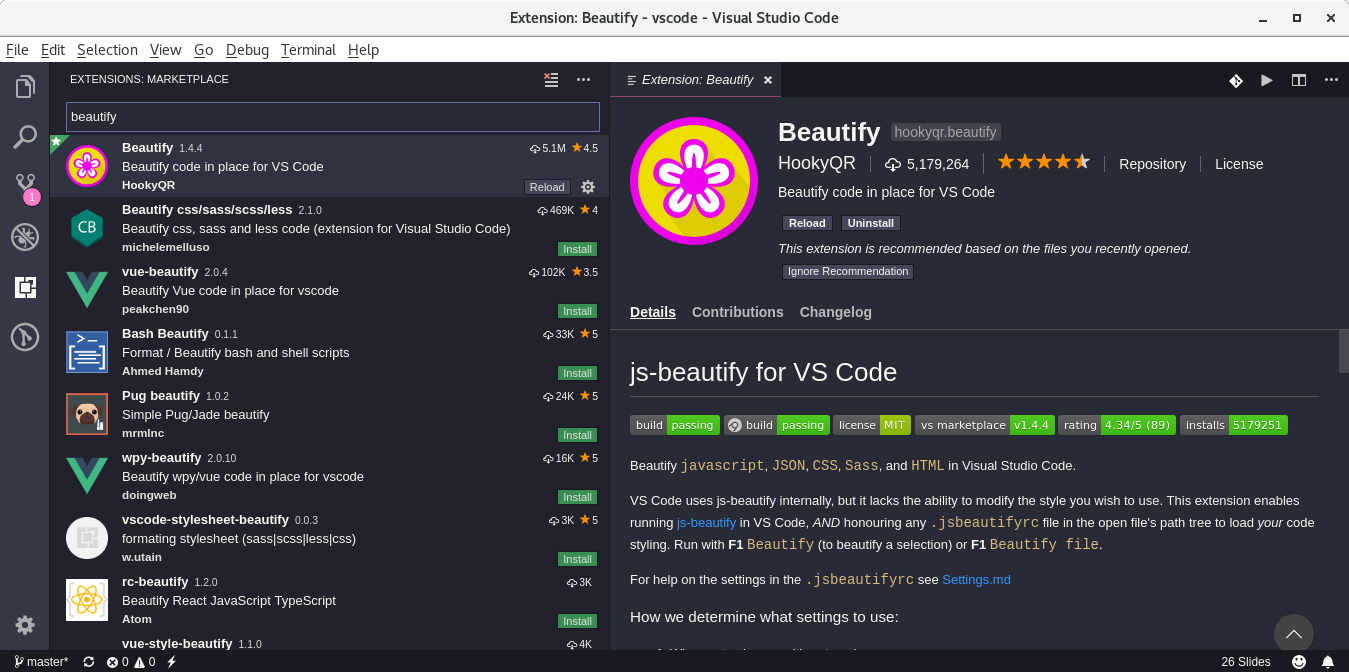 Extension: Beautify - vscode - Visual Studio Code
File Edit Selection View Go Debug Terminal Help
EXTENSIONS: MARKETPLACE
beautify
Beautify 1.4.4 5.1M 4.5
Beautify code in place for VS Code
HookyQR Reload
CB
Beautify css/sass/scss/less 2.1.0 469K 4
Beautify css, sass and less code (extension for Visual Studio Code)
michelemelluso Install
vue-beautify 2.0.4 102K 3.5
Beautify Vue code in place for vscode
peakchen90 Install
Bash Beautify 0.1.1 33K 5
Format / Beautify bash and shell scripts
Ahmed Hamdy Install
Pug beautify 1.0.2 24K 5
Simple Pug/Jade beautify
mrmlnc Install
wpy-beautify 2.0.10 16K 5
Beautify wpy/vue code in place for vscode
doingweb Install
vscode-stylesheet-beautify 0.0.3 3K 5
formating stylesheet (sass|scss|less|css)
w.utain Install
rc-beautify 1.2.0 3K
Beautify React JavaScript TypeScript
Atom Install
vue-style-beautify 1.1.0 4K
1
Extension: Beautify
Beautify hookyqr.beautify
HookyQR 5,179,264 Repository License
Beautify code in place for VS Code
Reload Uninstall
This extension is recommended based on the files you recently opened.
Ignore Recommendation
Details Contributions Changelog
js-beautify for VS Code
build passing build passing license MIT vs marketplace v1.4.4 rating 4.34/5 (89) installs 5179251
Beautify javascript, JSON, CSS, Sass, and HTML in Visual Studio Code.
VS Code uses js-beautify internally, but it lacks the ability to modify the style you wish to use. This extension enables
running js-beautify in VS Code, AND honouring any .jsbeautifyrc file in the open file's path tree to load your code
styling. Run with F1 Beautify (to beautify a selection) or F1 Beautify file.
For help on the settings in the .jsbeautifyrc see Settings.md
How we determine what settings to use:
master* 0 0 26 Slides